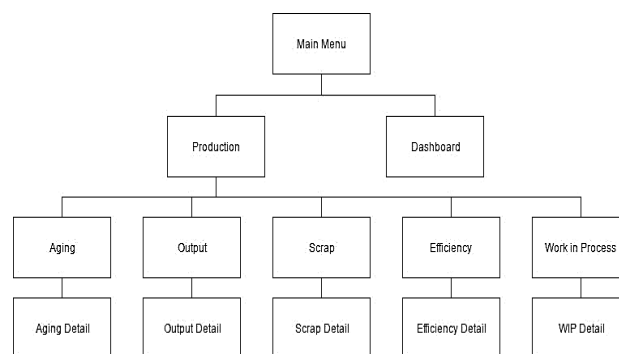 Main Menu
Production
Dashboard
Aging
Output
Scrap
Efficiency
Work in Process
Aging Detail
Output Detail
Scrap Detail
Efficiency Detail
WIP Detail